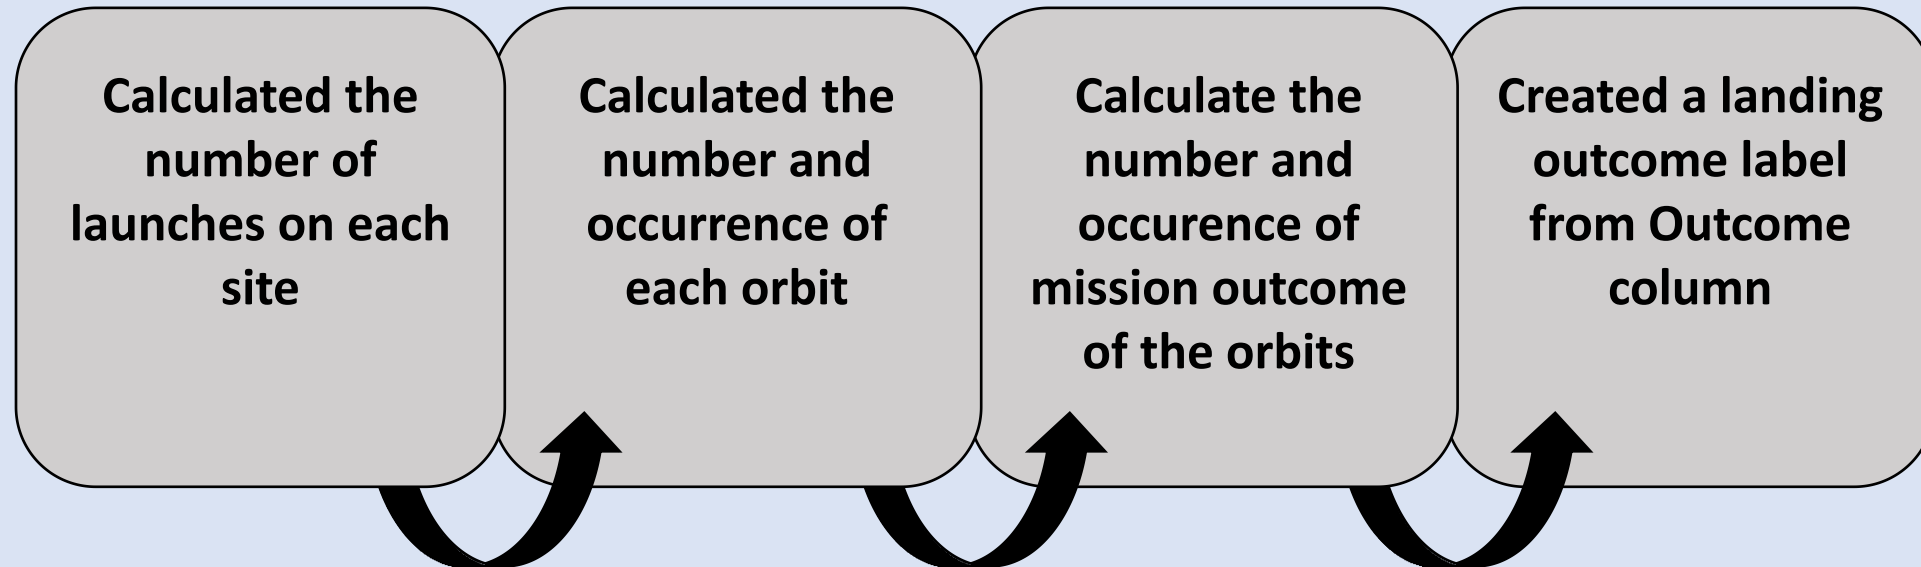 Calculated the
number of
launches on each
site
Calculated the
number and
occurrence of
each orbit
Calculate the
number and
occurence of
mission outcome
of the orbits
Created a landing
outcome label
from Outcome
column